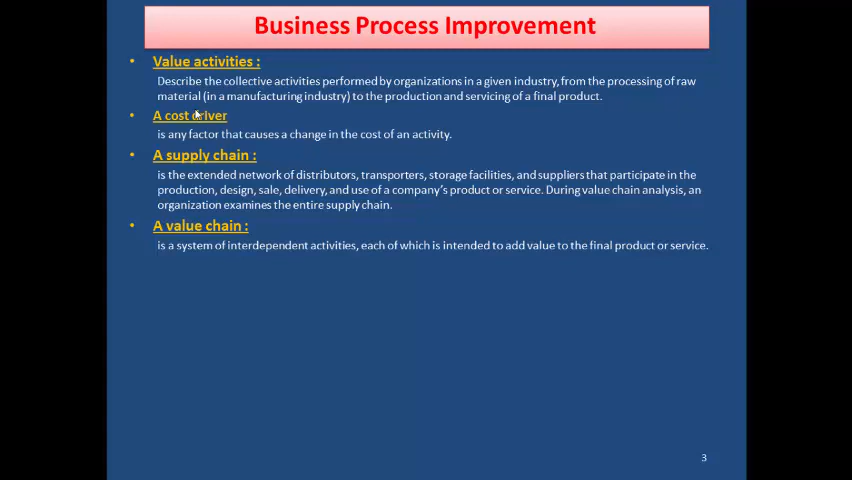 Business Process Improvement
• Value activities :
Describe the collective activities performed by organizations in a given industry, from the processing of raw
material (in a manufacturing industry) to the production and servicing of a final product.
• A cost driver
is any factor that causes a change in the cost of an activity.
• A supply chain :
is the extended network of distributors, transporters, storage facilities, and suppliers that participate in the
production, design, sale, delivery, and use of a company's product or service. During value chain analysis, an
organization examines the entire supply chain.
• A value chain :
is a system of interdependent activities, each of which is intended to add value to the final product or service.
3